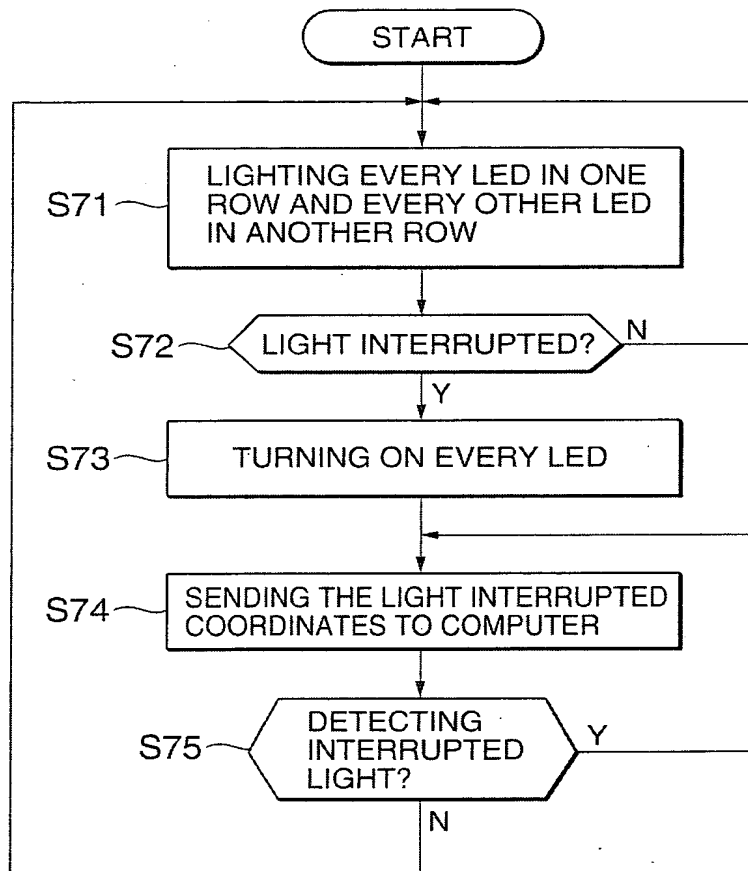 START
S71
LIGHTING EVERY LED IN ONE
ROW AND EVERY OTHER LED
IN ANOTHER ROW
S72
LIGHT INTERRUPTED?
N
Y
S73
TURNING ON EVERY LED
S74
SENDING THE LIGHT INTERRUPTED
COORDINATES TO COMPUTER
S75
DETECTING
INTERRUPTED
LIGHT?
Y
N